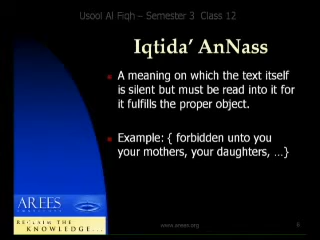 Usool Al Fiqh – Semester 3 Class 12
Iqtida' AnNass
A meaning on which the text itself
is silent but must be read into it for
it fulfills the proper object.
Example: { forbidden unto you
your mothers, your daughters, ...}
AREES
RECLAIM THE
KNOWLEDGE...
www.arees.org